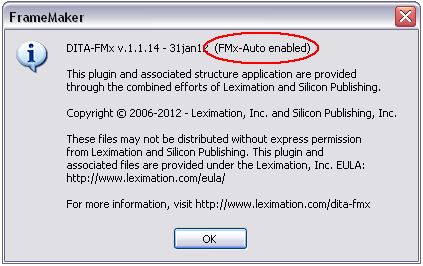 FrameMaker
DITA-FMx v.1.1.14 - 31jan12 (FMx-Auto enabled)
This plugin and associated structure application are provided
through the combined efforts of Leximation and Silicon Publishing.
Copyright © 2006-2012 - Leximation, Inc. and Silicon Publishing, Inc.
These files may not be distributed without express permission
from Leximation and Silicon Publishing. This plugin and
associated files are provided under the Leximation, Inc. EULA:
http://www.leximation.com/eula/
For more information, visit http://www.leximation.com/dita-fmx
OK